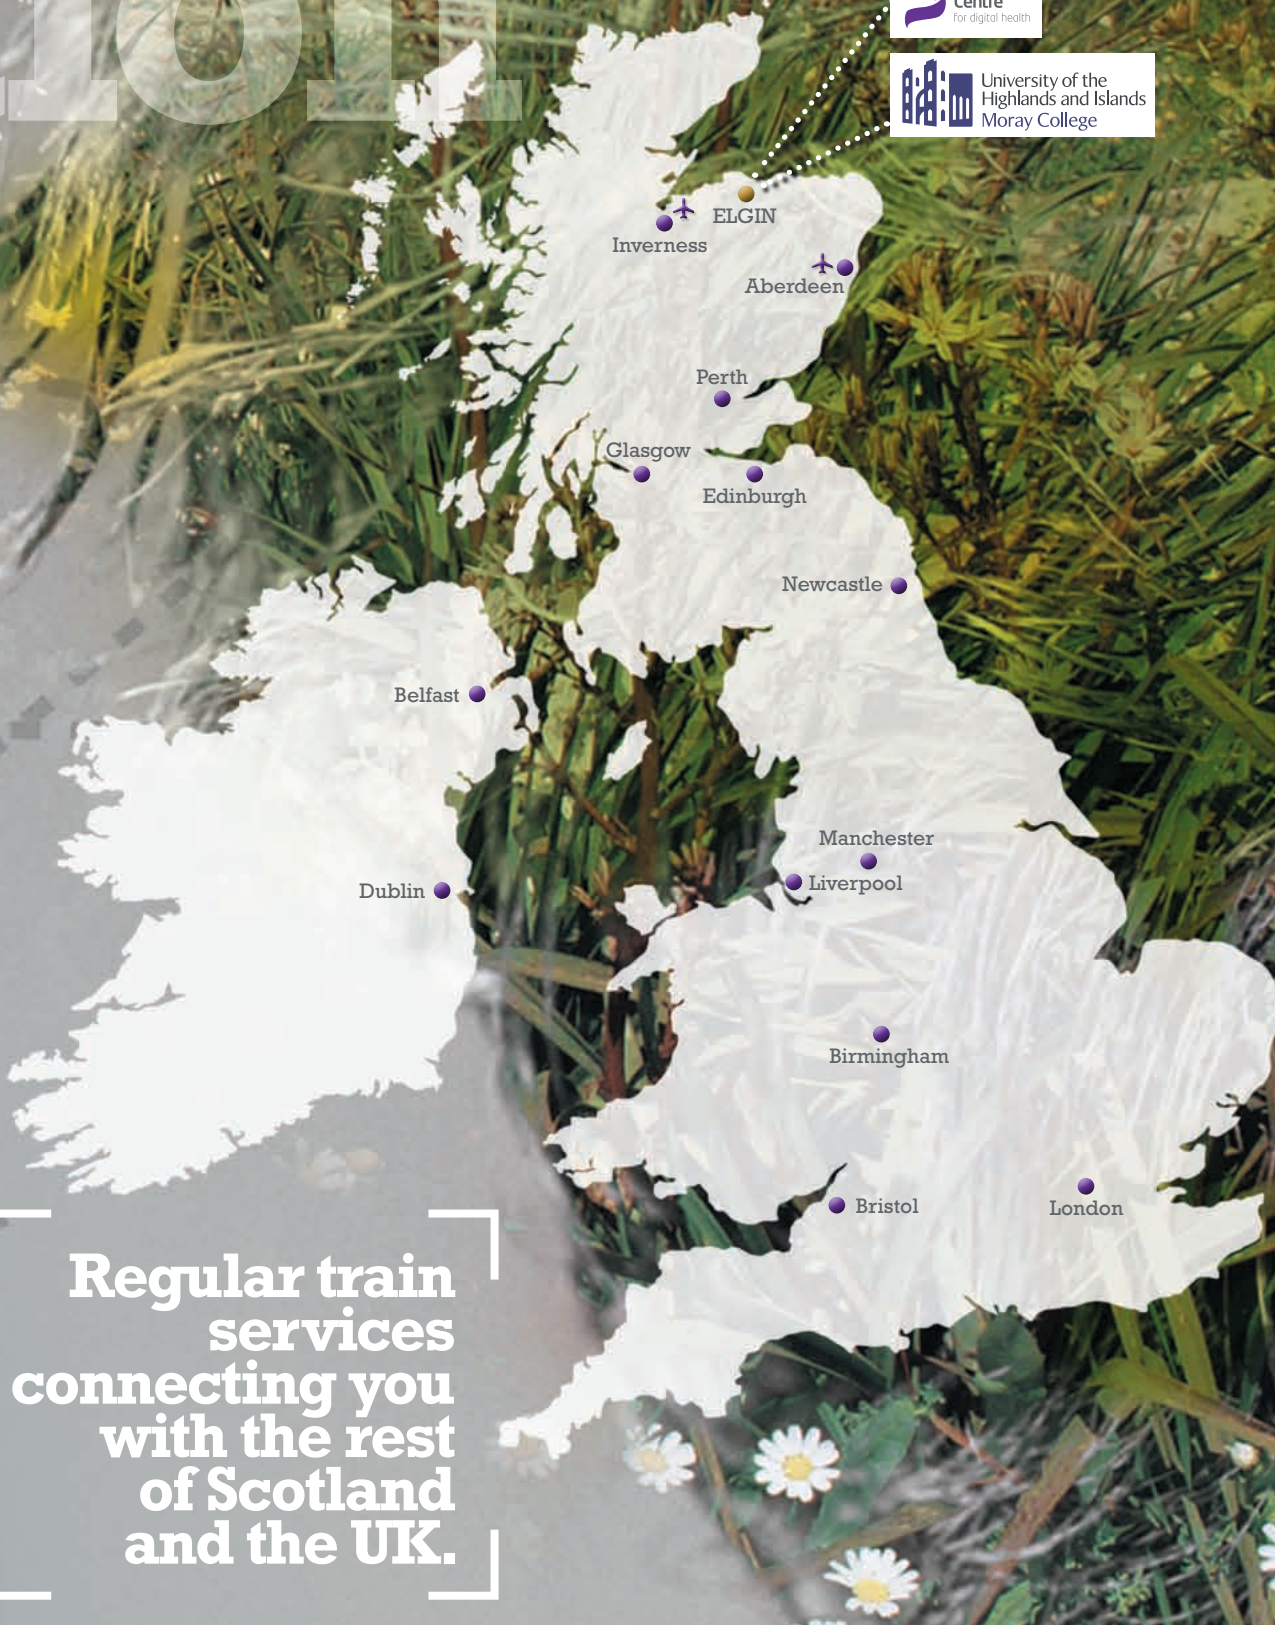 ion
Centre
for digital health
University of the
Highlands and Islands
Moray College
ELGIN
Inverness
Aberdeen
Perth
Glasgow
Edinburgh
Newcastle
Belfast
Manchester
Liverpool
Dublin
Birmingham
Bristol
London
Regular train
services
connecting you
with the rest
of Scotland
and the UK.